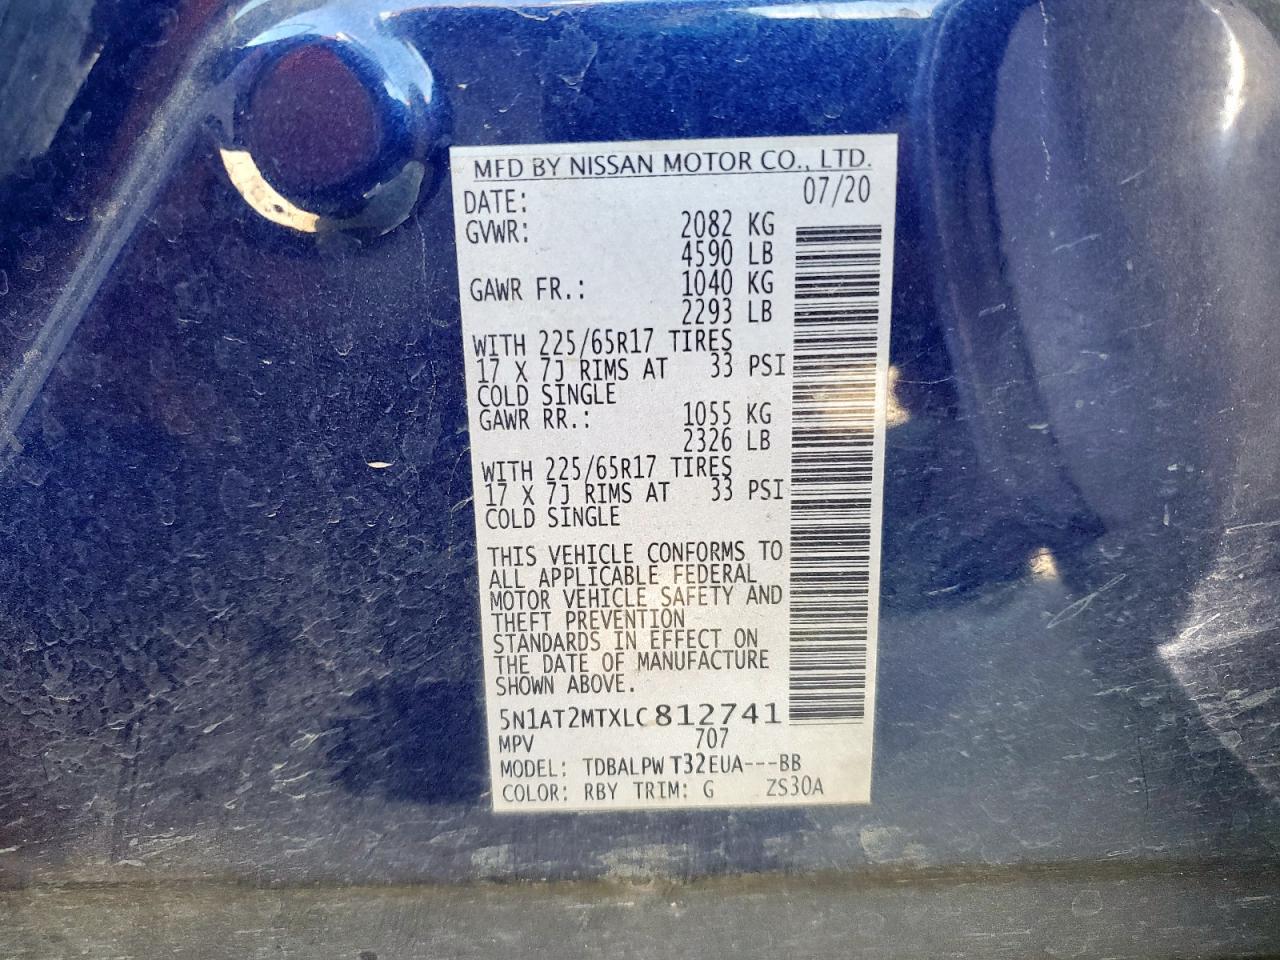 MFD BY NISSAN MOTOR CO., LTD.
DATE: 07/20
GVWR: 2082 KG
4590 LB
GAWR FR.: 1040 KG
2293 LB
WITH 225/65R17 TIRES
17 X 7J RIMS AT 33 PSI
COLD SINGLE
GAWR RR.: 1055 KG
2326 LB
WITH 225/65R17 TIRES
17 X 7J RIMS AT 33 PSI
COLD SINGLE
THIS VEHICLE CONFORMS TO
ALL APPLICABLE FEDERAL
MOTOR VEHICLE SAFETY AND
THEFT PREVENTION
STANDARDS IN EFFECT ON
THE DATE OF MANUFACTURE
SHOWN ABOVE.
5N1AT2MTXLC812741
MPV 707
MODEL: TDBALPW T32EUA---BB
COLOR: RBY TRIM: G ZS30A